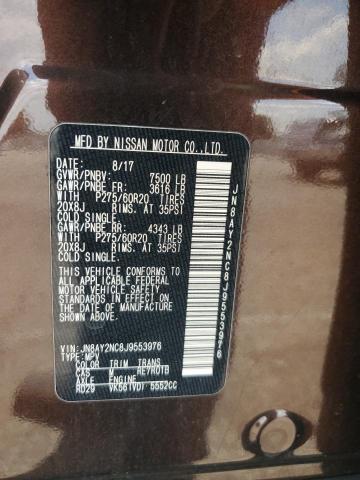 MFD BY NISSAN MOTOR CO.,LTD.
DATE: 8/17
GVWR/PNBV: 7500 LB
GAWR/PNBE FR: 3616 LB
WITH P275/60R20 TIRES
20X8J RIMS, AT 35PSI
COLD SINGLE.
GAWR/PNBE RR: 4343 LB
WITH P275/60R20 TIRES
20X8J RIMS, AT 35PSI
COLD SINGLE.
THIS VEHICLE CONFORMS TO
ALL APPLICABLE FEDERAL
MOTOR VEHICLE SAFETY
STANDARDS IN EFFECT ON THE
DATE OF MANUFACTURE SHOWN
ABOVE.
VIN: JN8AY2NC8J9553976
TYPE: MPV
COLOR TRIM TRANS
CAS M RE7R01B
AXLE ENGINE
RD29 VK56(VD) 5552CC
JN8AY2NC8J9553976